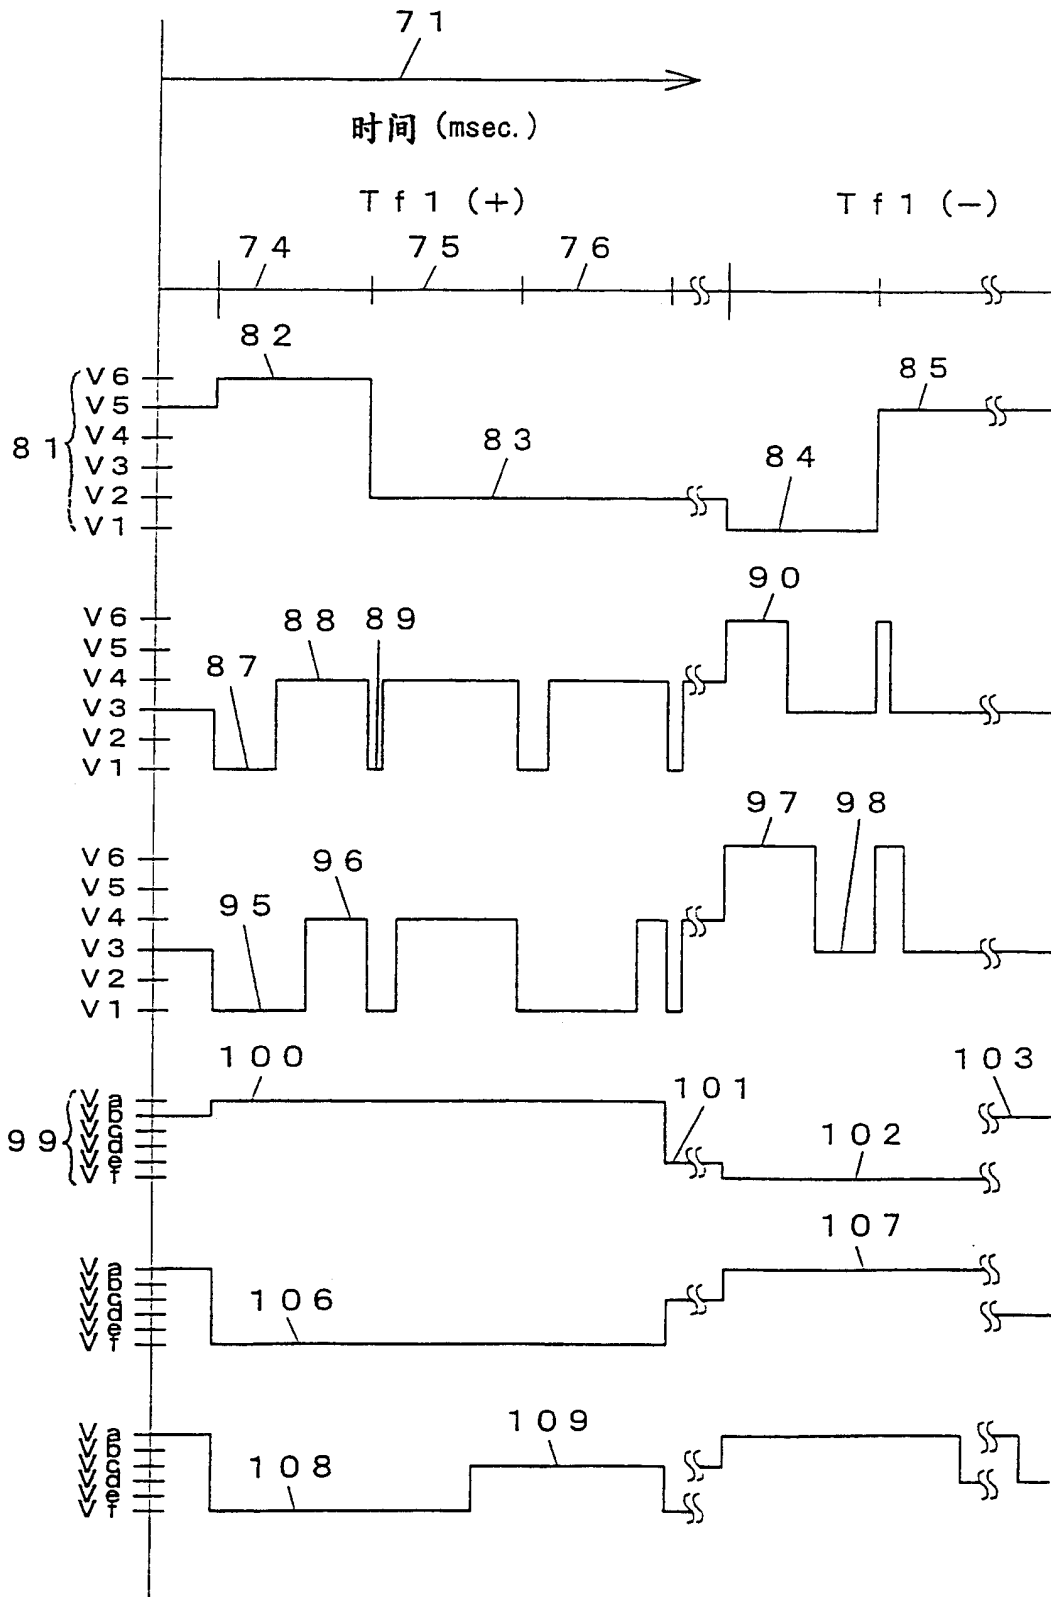 71
时间 (msec.)
Tf1 (+)
Tf1 (−)
74
75
76
82
85
V6
V5
V4
V3
V2
V1
81
83
84
90
88
89
87
V6
V5
V4
V3
V2
V1
97
98
96
95
V6
V5
V4
V3
V2
V1
100
101
102
103
99
Va
Vb
Vc
Vd
Ve
Vf
107
106
Va
Vb
Vc
Vd
Ve
Vf
109
108
Va
Vb
Vc
Vd
Ve
Vf